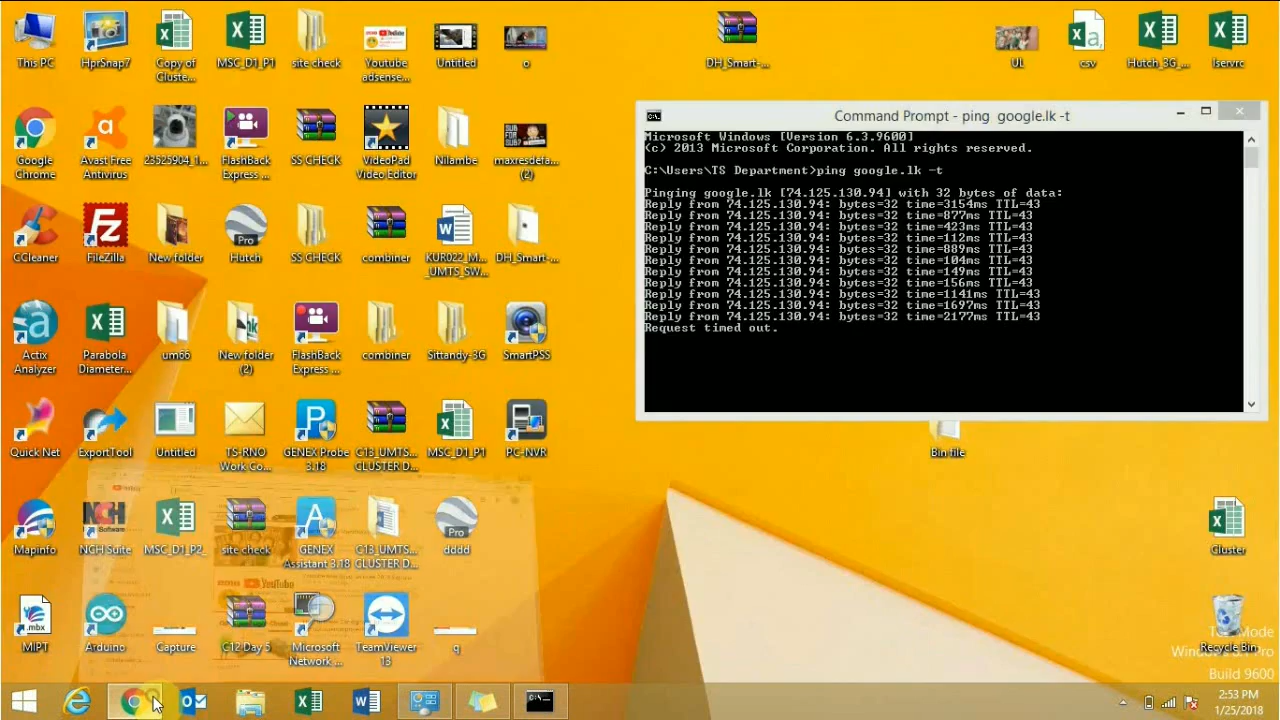 This PC
HprSnap7
Copy of Cluste...
MSC_D1_P1
site check
Youtube adsense...
Untitled
o
DH_Smart-...
UL
csv
Hutch_3G_...
Iservrc
Google Chrome
Avast Free Antivirus
23525904_1...
FlashBack Express ...
SS CHECK
VideoPad Video Editor
Nilambe
maxresdefa... (2)
CCleaner
FileZilla
New folder
Hutch
SS CHECK
combiner
KUR022_M... _UMTS_SW...
DH_Smart-...
Actix Analyzer
Parabola Diameter...
um66
New folder (2)
FlashBack Express ...
combiner
Sittandy-3G
SmartPSS
Quick Net
ExportTool
Untitled
TS-RNO Work Co...
GENEX Probe 3.18
C13_UMTS... CLUSTER D...
MSC_D1_P1
PC-NVR
Mapinfo
NCH Suite
MSC_D1_P2_
site check
GENEX Assistant 3.18
C13_UMTS... CLUSTER D...
dddd
MIPT
Arduino
Capture
C12 Day 5
Microsoft Network ...
TeamViewer 13
q
Command Prompt - ping google.lk -t
Microsoft Windows [Version 6.3.9600]
(c) 2013 Microsoft Corporation. All rights reserved.
C:\Users\TS Department>ping google.lk -t
Pinging google.lk [74.125.130.94] with 32 bytes of data:
Reply from 74.125.130.94: bytes=32 time=3154ms TTL=43
Reply from 74.125.130.94: bytes=32 time=877ms TTL=43
Reply from 74.125.130.94: bytes=32 time=423ms TTL=43
Reply from 74.125.130.94: bytes=32 time=112ms TTL=43
Reply from 74.125.130.94: bytes=32 time=889ms TTL=43
Reply from 74.125.130.94: bytes=32 time=104ms TTL=43
Reply from 74.125.130.94: bytes=32 time=149ms TTL=43
Reply from 74.125.130.94: bytes=32 time=156ms TTL=43
Reply from 74.125.130.94: bytes=32 time=1141ms TTL=43
Reply from 74.125.130.94: bytes=32 time=1697ms TTL=43
Reply from 74.125.130.94: bytes=32 time=2177ms TTL=43
Request timed out.
Bin file
Cluster
Recycle Bin
Mode
Pro
Build 9600
2:53 PM
1/25/2018